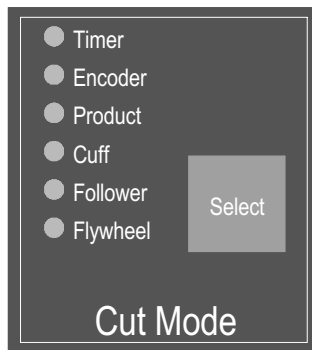 Timer
Encoder
Product
Cuff
Follower
Flywheel
Select
Cut Mode